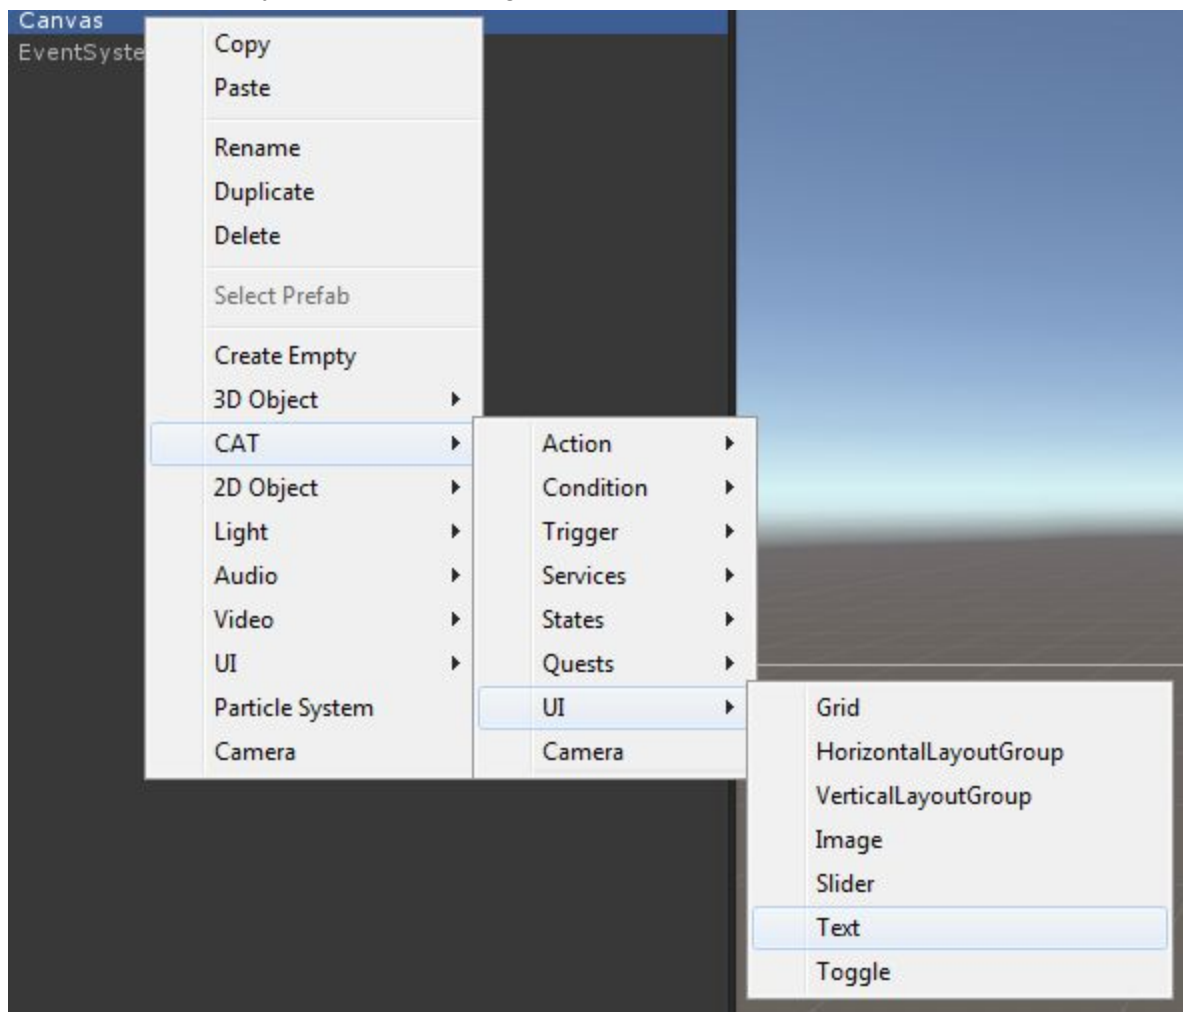 Canvas
EventSyste
Copy
Paste
Rename
Duplicate
Delete
Select Prefab
Create Empty
3D Object
CAT
2D Object
Light
Audio
Video
UI
Particle System
Camera
Action
Condition
Trigger
Services
States
Quests
UI
Camera
Grid
HorizontalLayoutGroup
VerticalLayoutGroup
Image
Slider
Text
Toggle